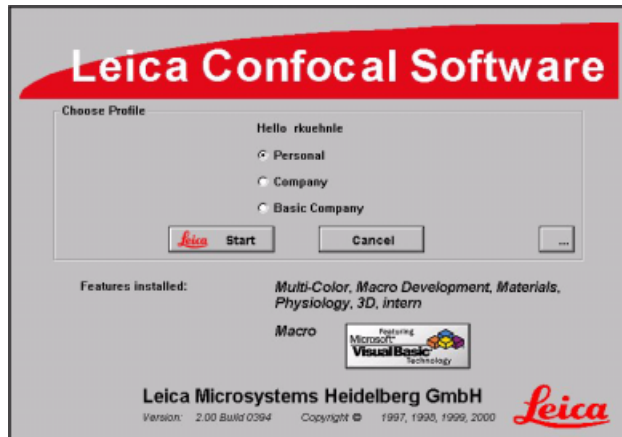 Leica Confocal Software
Choose Profile
Hello rkuehnle
Personal
Company
Basic Company
Leica Start
Cancel
...
Features installed:
Multi-Color, Macro Development, Materials,
Physiology, 3D, intern
Macro
Featuring
Microsoft
Visual Basic
Technology
Leica Microsystems Heidelberg GmbH
Version: 2.00 Build 0394 Copyright © 1997, 1998, 1999, 2000
Leica